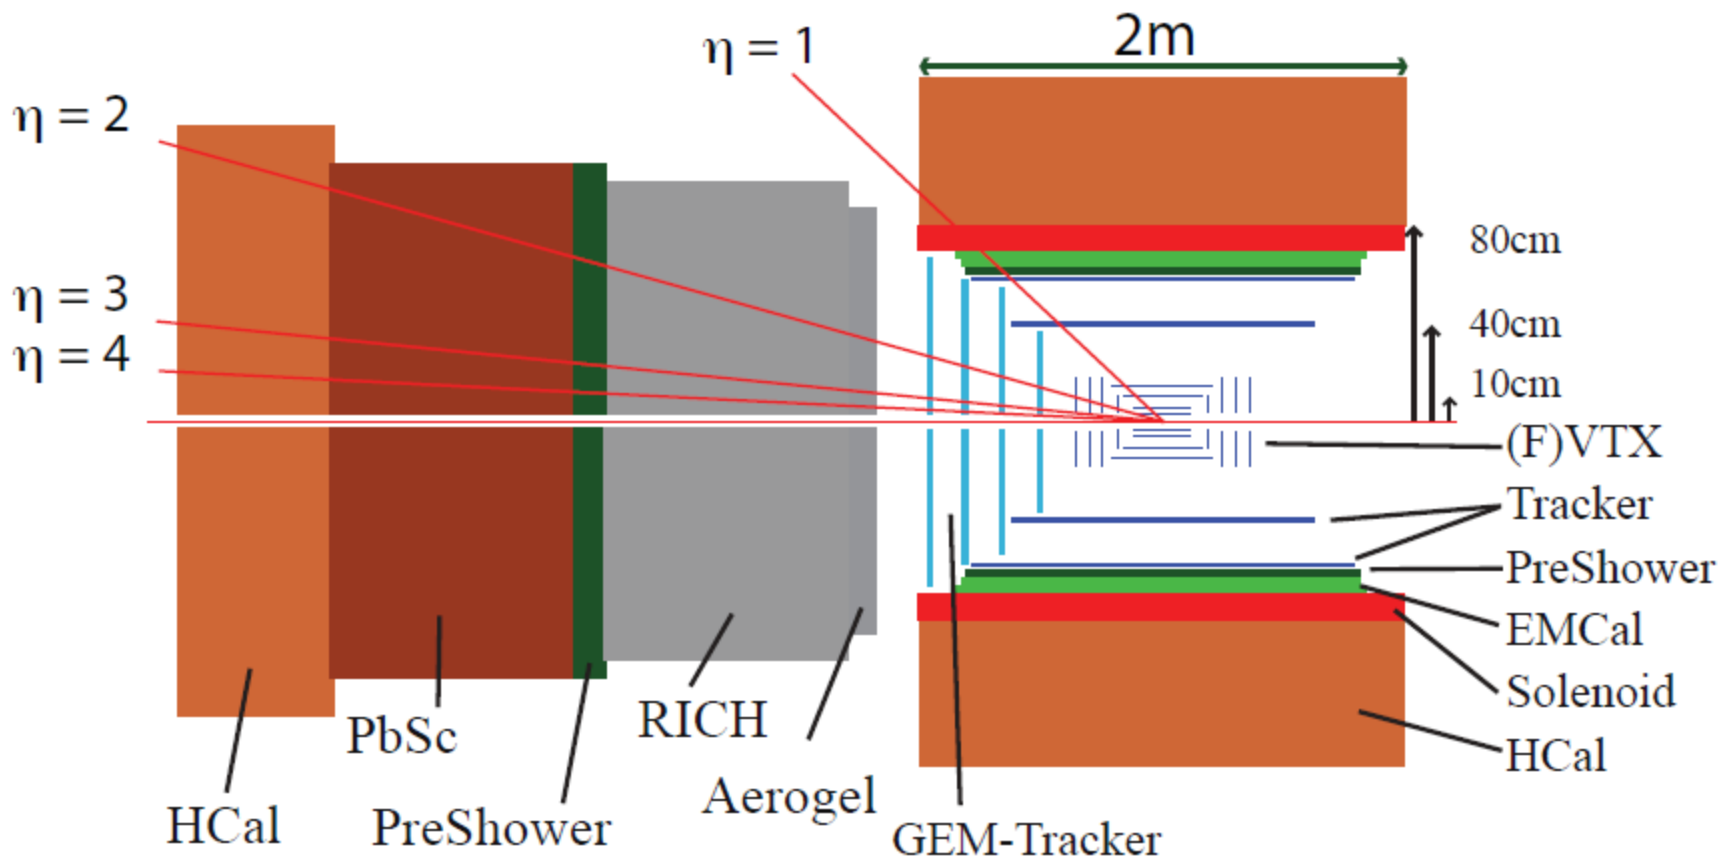 2m
η = 1
η = 2
80cm
η = 3
40cm
η = 4
10cm
(F)VTX
Tracker
PreShower
EMCal
Solenoid
HCal
RICH
PbSc
Aerogel
HCal
PreShower
GEM-Tracker